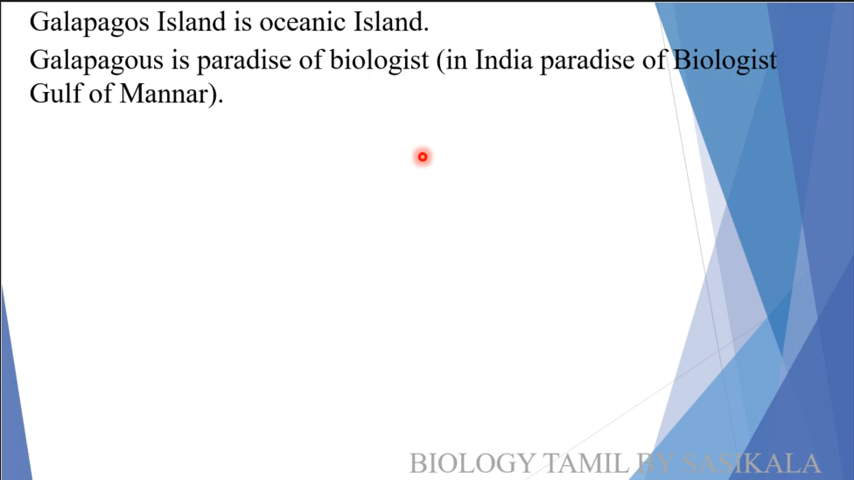 Galapagos Island is oceanic Island.
Galapagous is paradise of biologist (in India paradise of Biologist
Gulf of Mannar).
BIOLOGY TAMIL BY SASIKALA